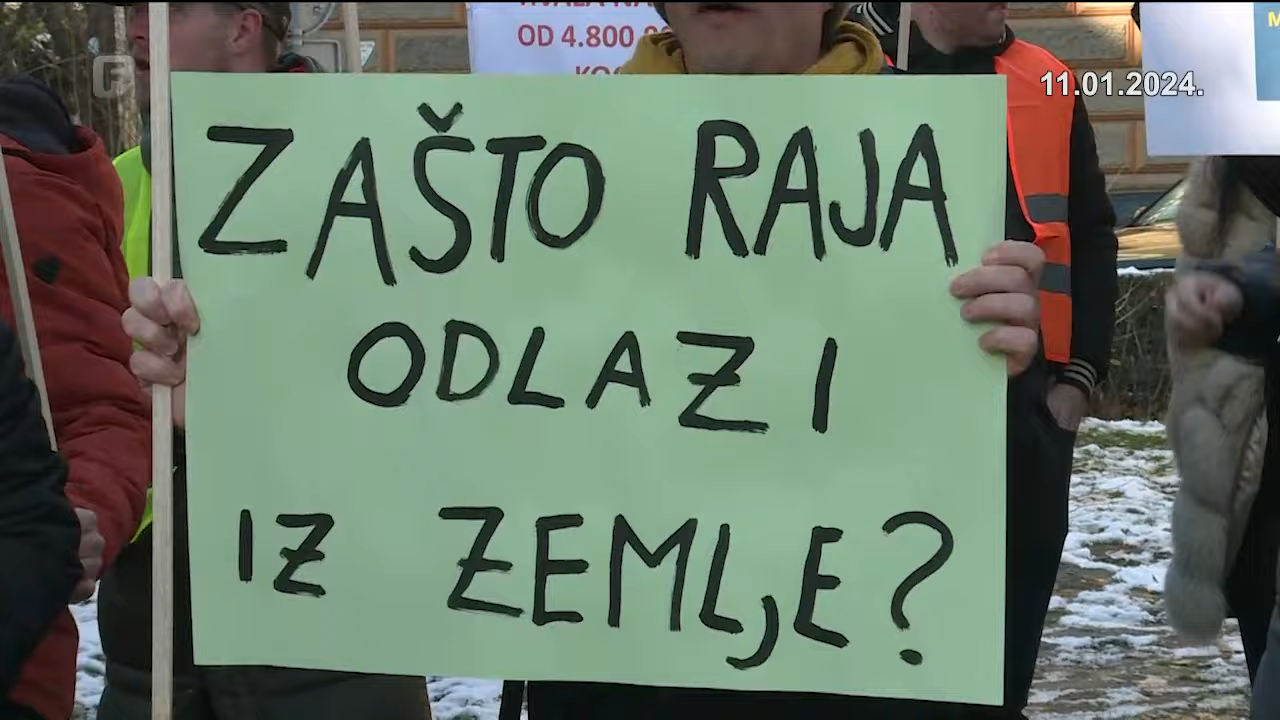 OD 4.800
11.01.2024.
ZAŠTO RAJA
ODLAZI
IZ ZEMLJE?